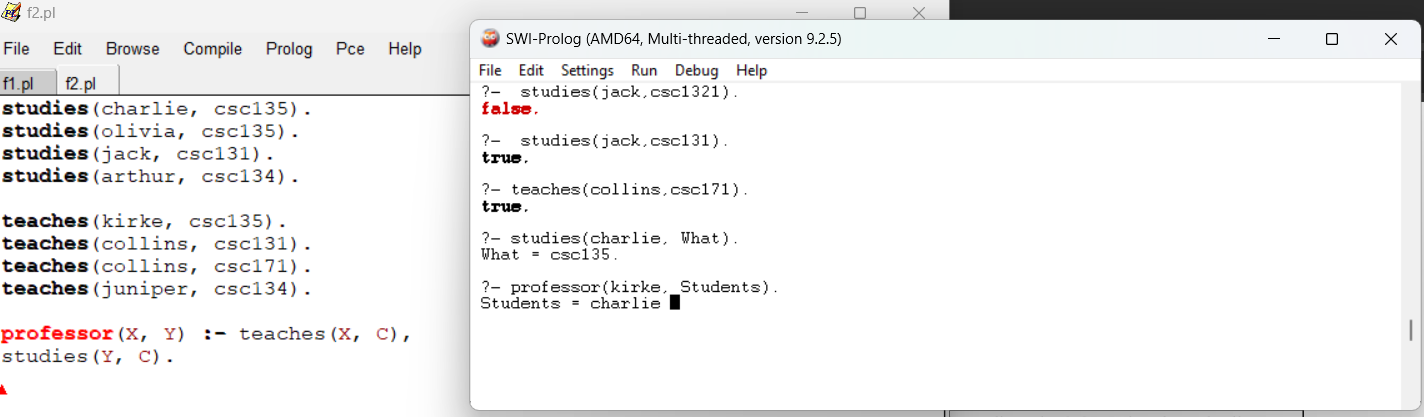 f2.pl
File Edit Browse Compile Prolog Pce Help
f1.pl f2.pl
studies(charlie, csc135).
studies(olivia, csc135).
studies(jack, csc131).
studies(arthur, csc134).
teaches(kirke, csc135).
teaches(collins, csc131).
teaches(collins, csc171).
teaches(juniper, csc134).
professor(X, Y) :- teaches(X, C),
studies(Y, C).
SWI-Prolog (AMD64, Multi-threaded, version 9.2.5)
File Edit Settings Run Debug Help
?-  studies(jack,csc1321).
false.
?-  studies(jack,csc131).
true.
?- teaches(collins,csc171).
true.
?- studies(charlie, What).
What = csc135.
?- professor(kirke, Students).
Students = charlie